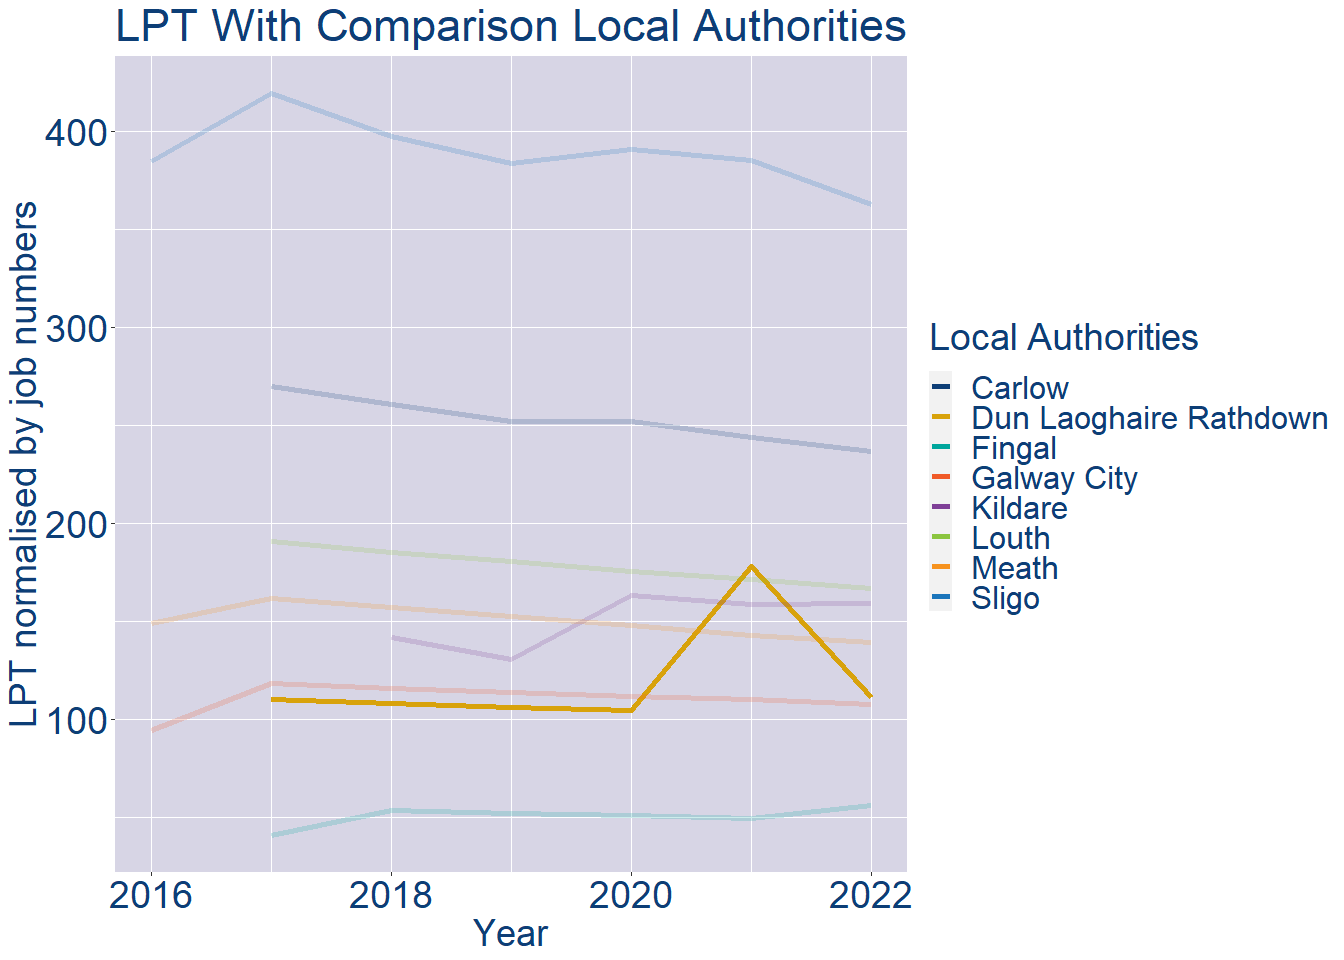 LPT With Comparison Local Authorities
LPT normalised by job numbers
400
300
200
100
2016 2018 2020 2022
Year
Local Authorities
Carlow
Dun Laoghaire Rathdown
Fingal
Galway City
Kildare
Louth
Meath
Sligo